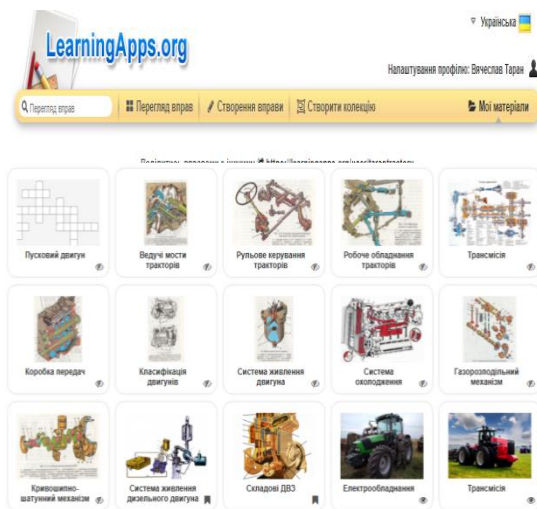 Українська
LearningApps.org
Налаштування профілю: Вячеслав Таран
Перегляд вправ
Перегляд вправ
Створення вправи
Створити колекцію
Мої матеріали
Пусковий двигун
Ведучі мости
тракторів
Рульове керування
тракторів
Робоче обладнання
тракторів
Трансмісія
Коробка передач
Класифікація
двигунів
Система живлення
двигуна
Система
охолодження
Газорозподільний
механізм
Кривошипно-
шатунний механізм
Система живлення
дизельного двигуна
Складові ДВЗ
Електрообладнання
Трансмісія